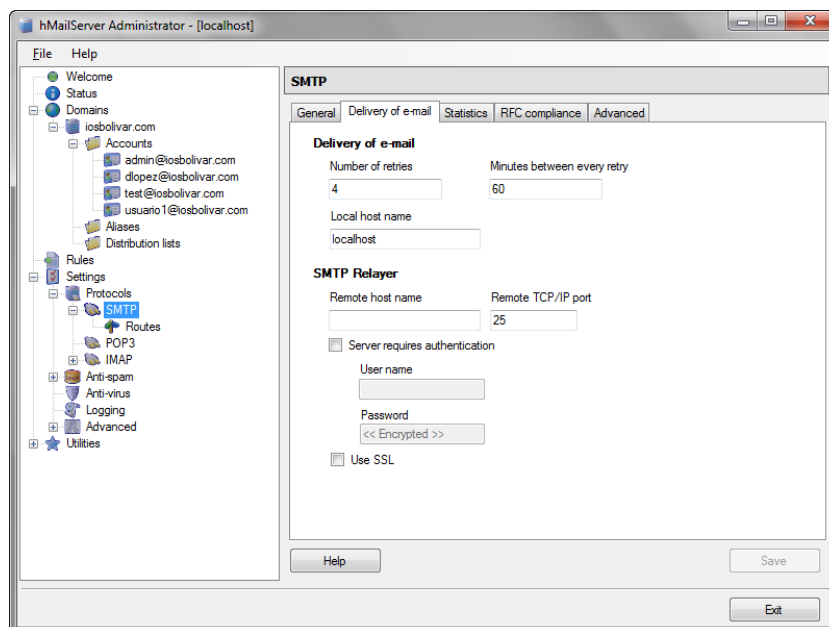 hMailServer Administrator - [localhost]
File Help
Welcome
Status
Domains
iosbolivar.com
Accounts
admin@iosbolivar.com
dlopez@iosbolivar.com
test@iosbolivar.com
usuario1@iosbolivar.com
Aliases
Distribution lists
Rules
Settings
Protocols
SMTP
Routes
POP3
IMAP
Anti-spam
Anti-virus
Logging
Advanced
Utilities
SMTP
General Delivery of e-mail Statistics RFC compliance Advanced
Delivery of e-mail
Number of retries Minutes between every retry
4 60
Local host name
localhost
SMTP Relayer
Remote host name Remote TCP/IP port
25
Server requires authentication
User name
Password
<< Encrypted >>
Use SSL
Help Save
Exit